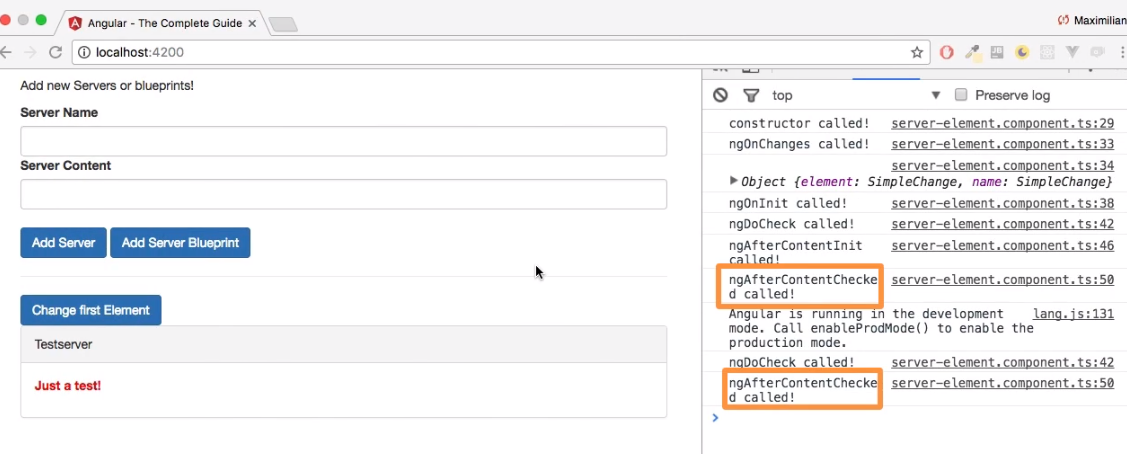 Angular - The Complete Guide
Maximilian
localhost:4200
Add new Servers or blueprints!
Server Name
Server Content
Add Server
Add Server Blueprint
Change first Element
Testserver
Just a test!
top
Preserve log
constructor called! server-element.component.ts:29
ngOnChanges called! server-element.component.ts:33
server-element.component.ts:34
Object {element: SimpleChange, name: SimpleChange}
ngOnInit called! server-element.component.ts:38
ngDoCheck called! server-element.component.ts:42
ngAfterContentInit server-element.component.ts:46
called!
ngAfterContentChecke server-element.component.ts:50
d called!
Angular is running in the development lang.js:131
mode. Call enableProdMode() to enable the
production mode.
ngDoCheck called! server-element.component.ts:42
ngAfterContentChecke server-element.component.ts:50
d called!